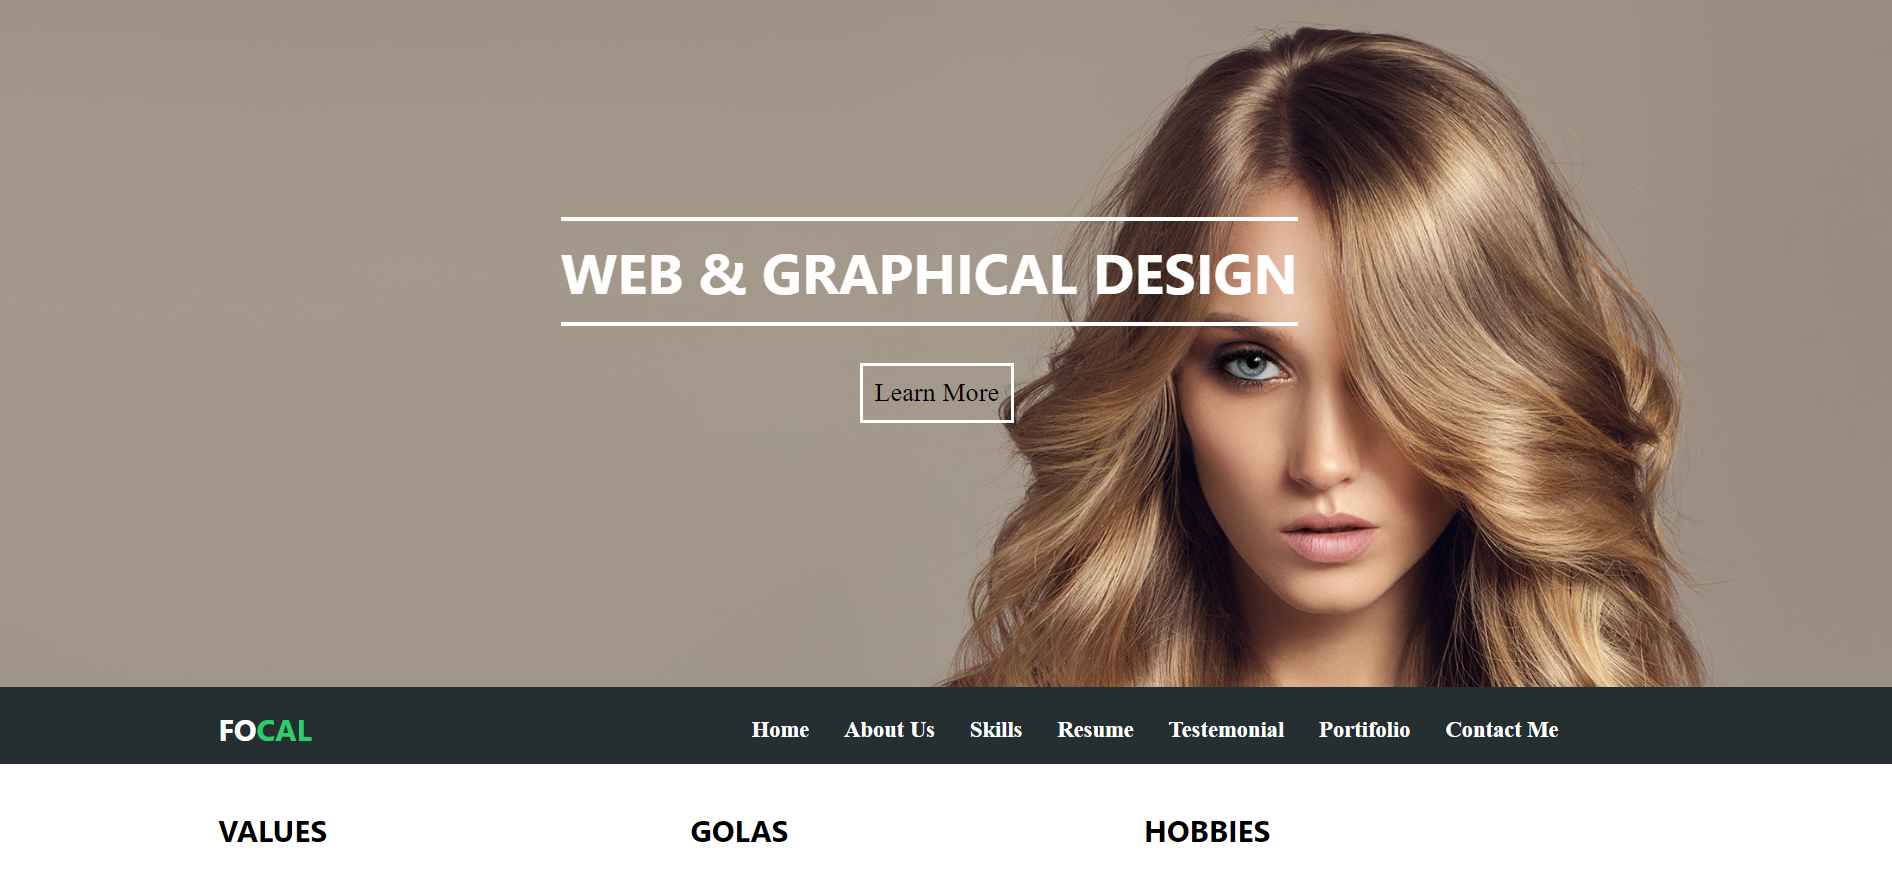 WEB & GRAPHICAL DESIGN
Learn More
FOCAL Home About Us Skills Resume Testemonial Portifolio Contact Me
VALUES GOLAS HOBBIES